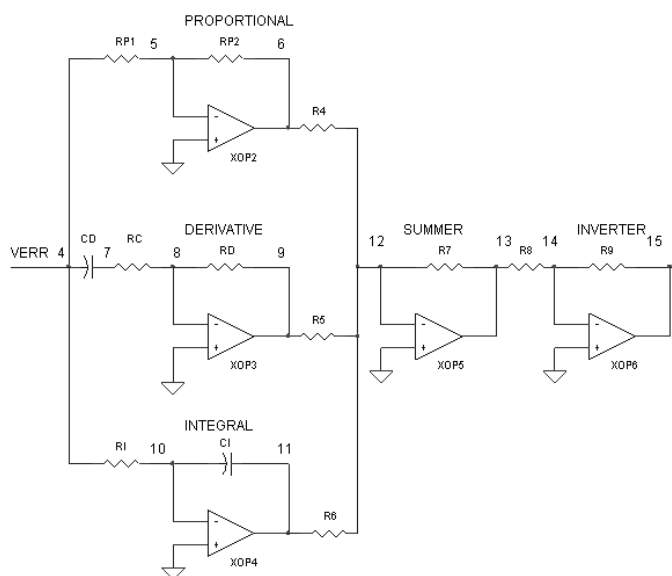 PROPORTIONAL
RP1 5 RP2 6
-
+
XOP2
R4
VERR 4 CD 7 RC 8 DERIVATIVE RD 9
-
+
XOP3
R5
12 SUMMER R7 13 R8 14 INVERTER R9 15
-
+
XOP5
-
+
XOP6
INTEGRAL
RI 10 CI 11
-
+
XOP4
R6